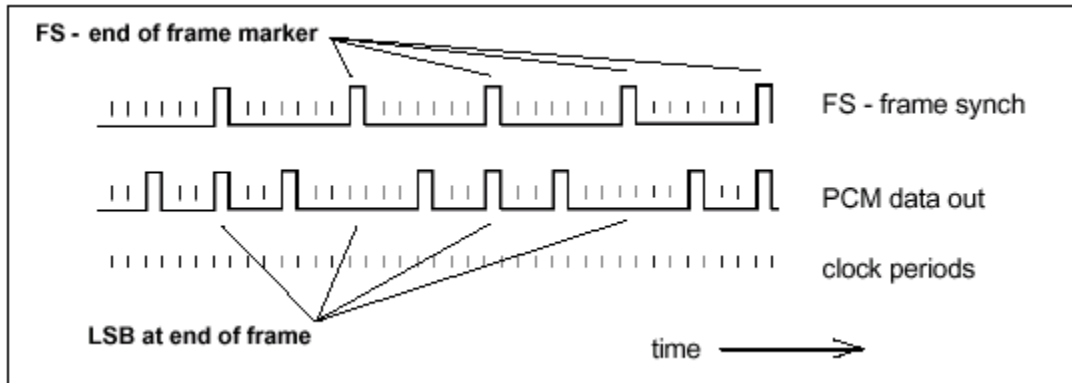 FS - end of frame marker
FS - frame synch
PCM data out
clock periods
LSB at end of frame
time